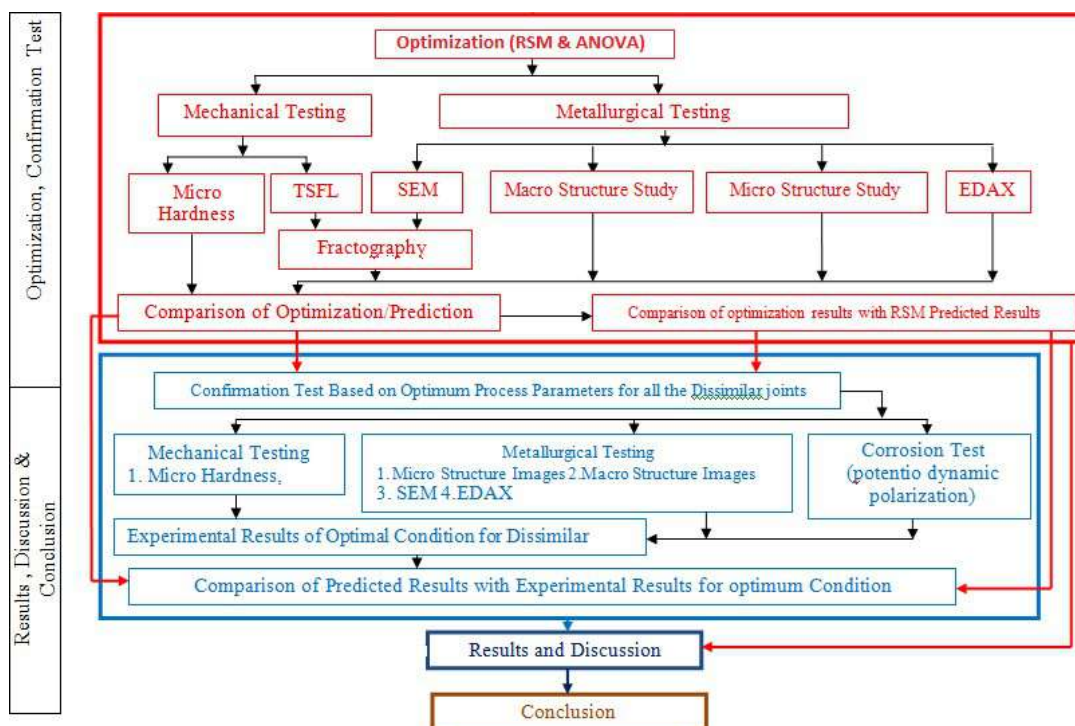 Optimization, Confirmation Test
Optimization (RSM & ANOVA)
Mechanical Testing
Metallurgical Testing
Micro
Hardness
TSFL
SEM
Macro Structure Study
Micro Structure Study
EDAX
Fractography
Comparison of Optimization/Prediction
Comparison of optimization results with RSM Predicted Results
Results , Discussion &
Conclusion
Confirmation Test Based on Optimum Process Parameters for all the Dissimilar joints
Mechanical Testing
1. Micro Hardness,
Metallurgical Testing
1.Micro Structure Images 2.Macro Structure Images
3. SEM 4.EDAX
Corrosion Test
(potentio dynamic
polarization)
Experimental Results of Optimal Condition for Dissimilar
Comparison of Predicted Results with Experimental Results for optimum Condition
Results and Discussion
Conclusion